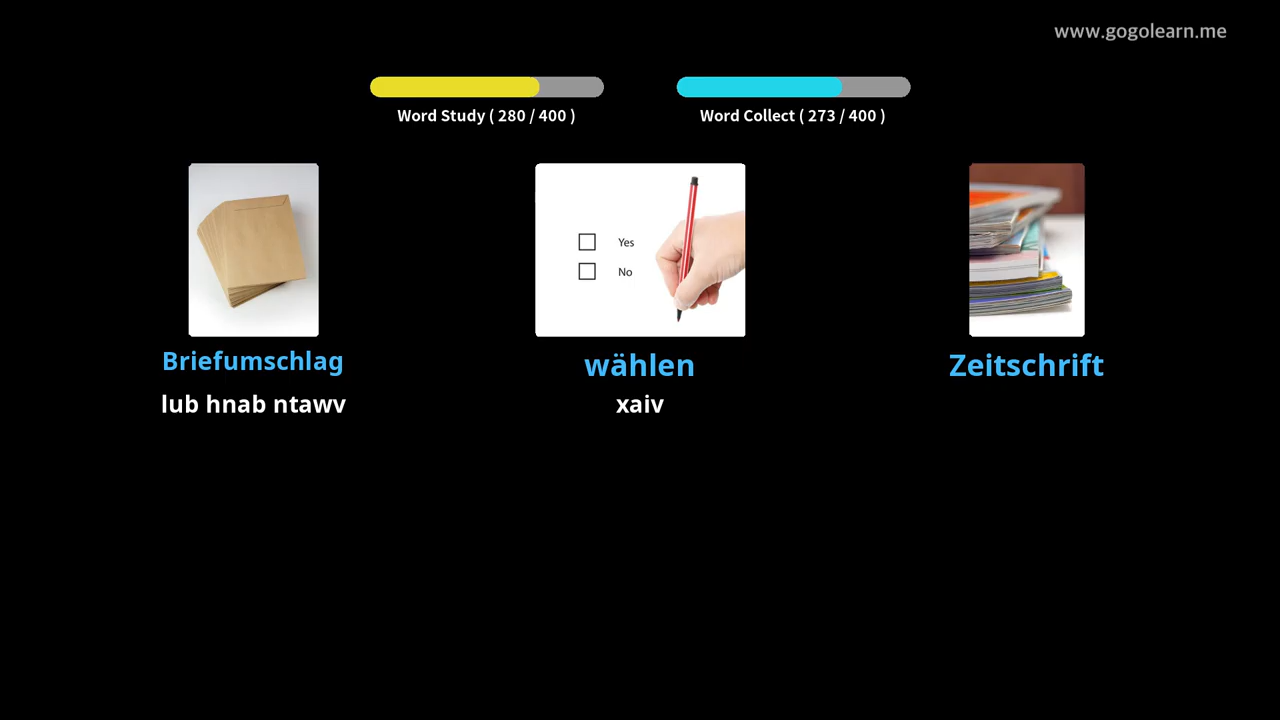 www.gogolearn.me
Word Study ( 280 / 400 )
Word Collect ( 273 / 400 )
Yes
No
Briefumschlag
wählen
Zeitschrift
lub hnab ntawv
xaiv